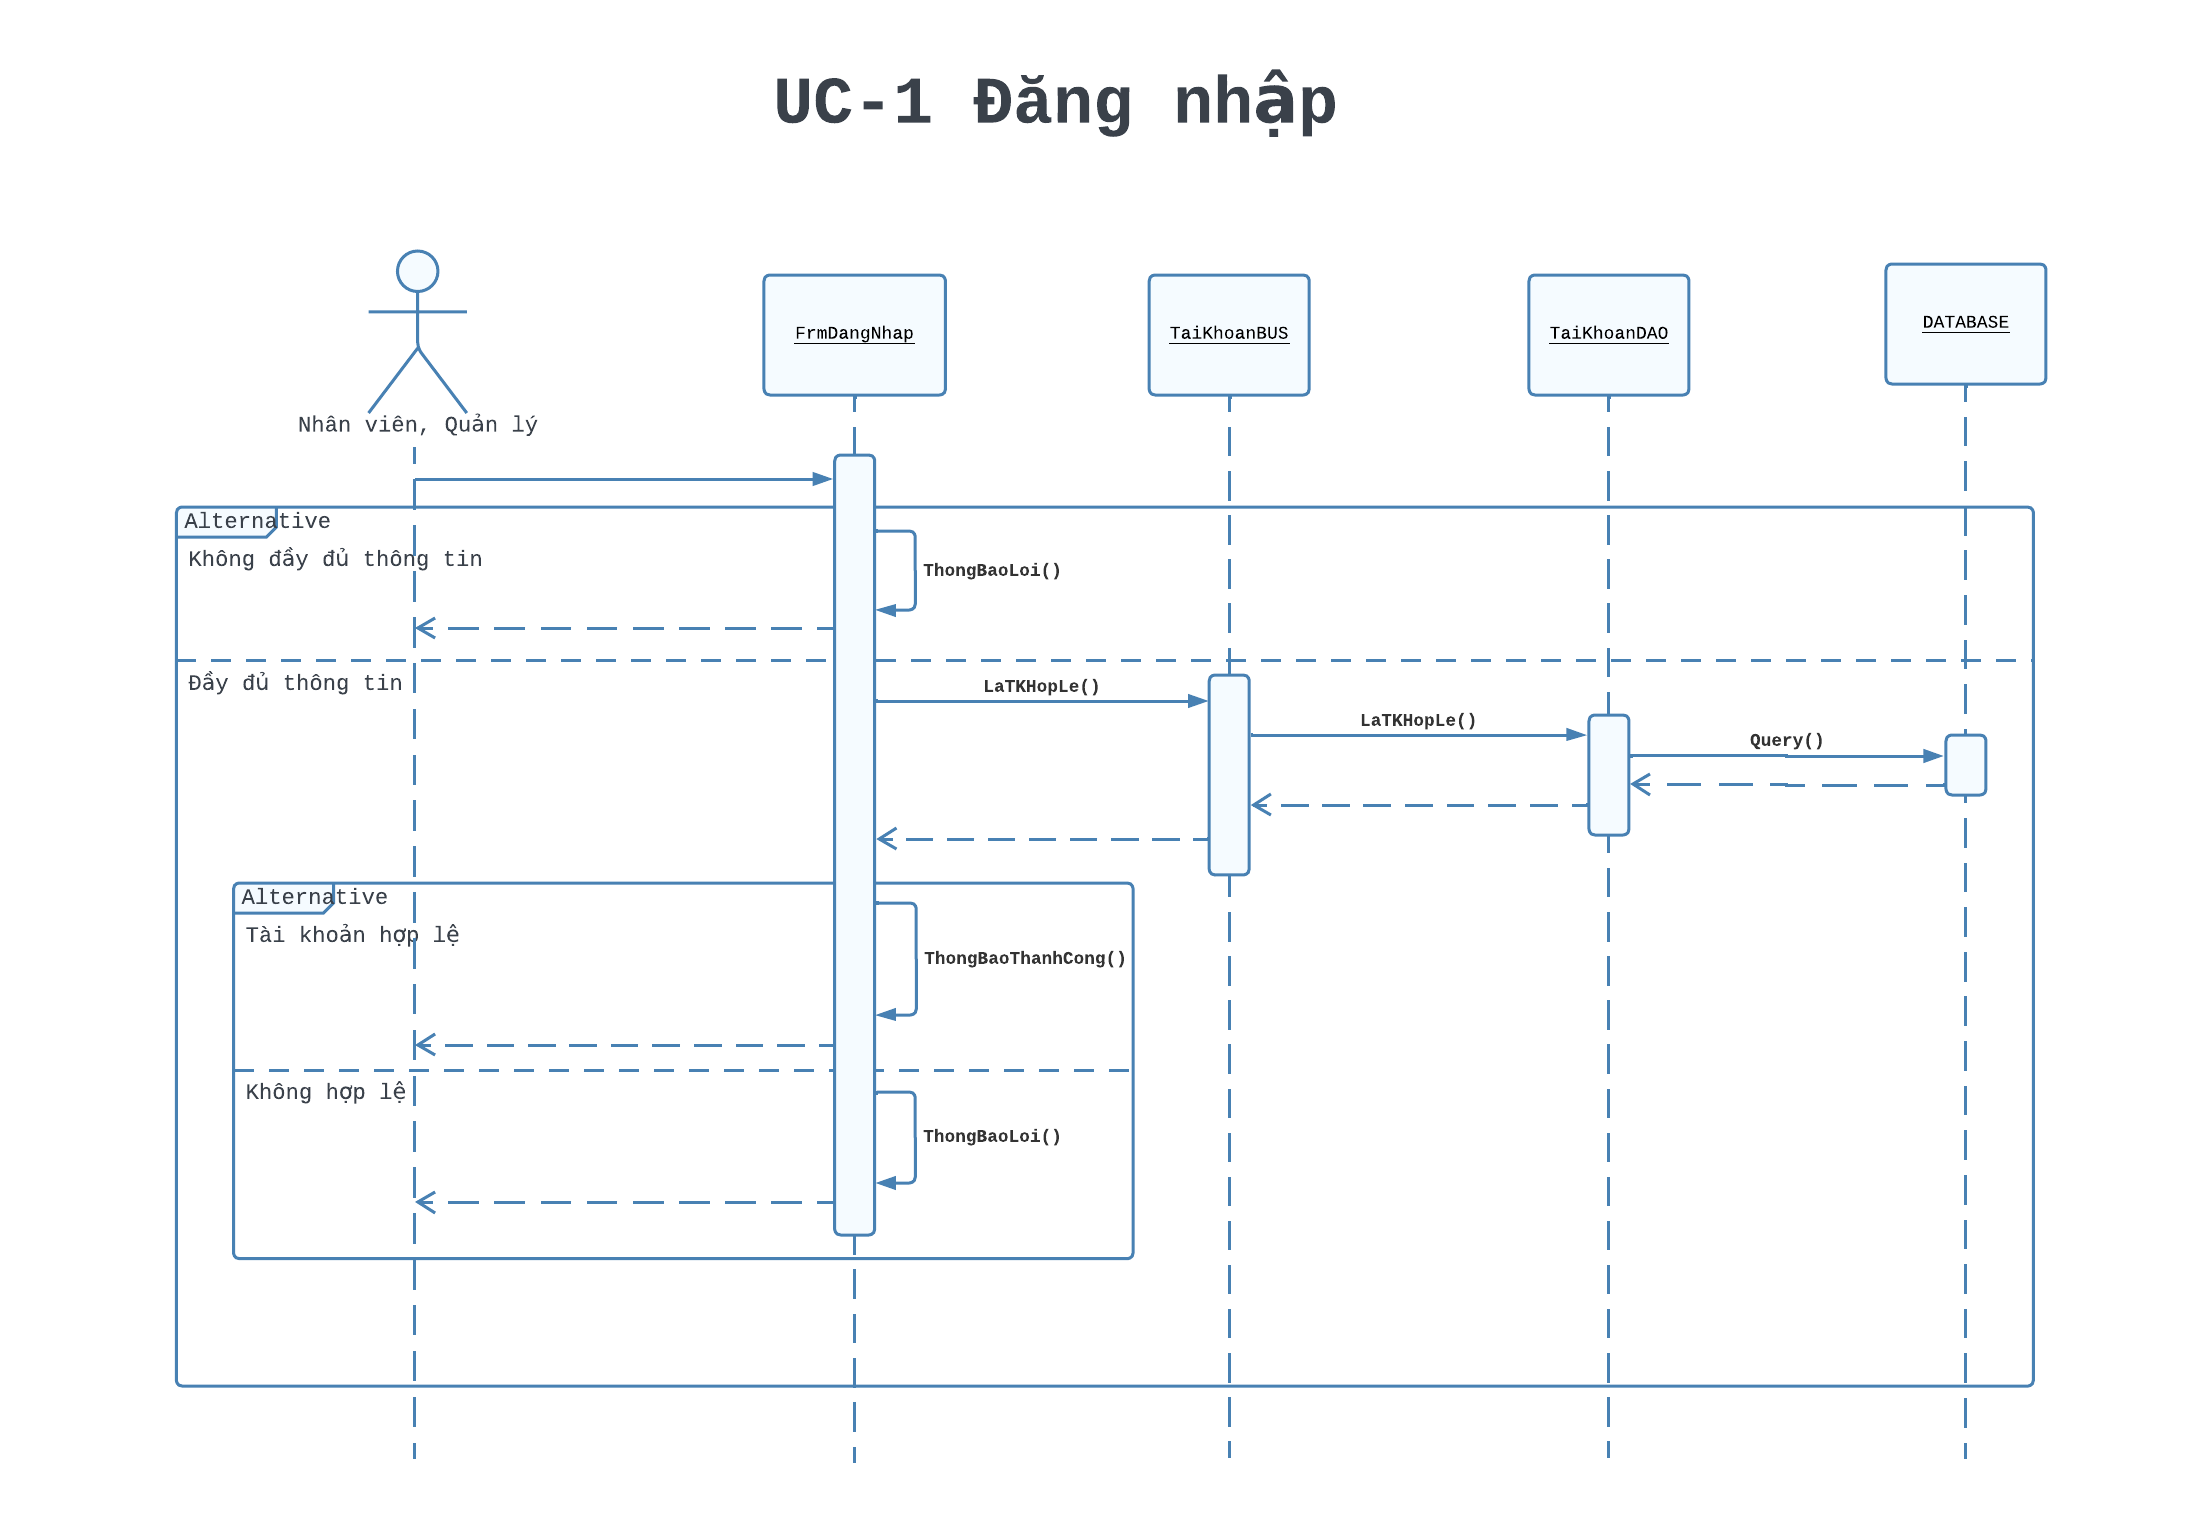 UC-1 Đăng nhập
FrmDangNhap
TaiKhoanBUS
TaiKhoanDAO
DATABASE
Nhân viên, Quản lý
Alternative
Không đầy đủ thông tin
ThongBaoLoi()
Đầy đủ thông tin
LaTKHopLe()
LaTKHopLe()
Query()
Alternative
Tài khoản hợp lệ
ThongBaoThanhCong()
Không hợp lệ
ThongBaoLoi()